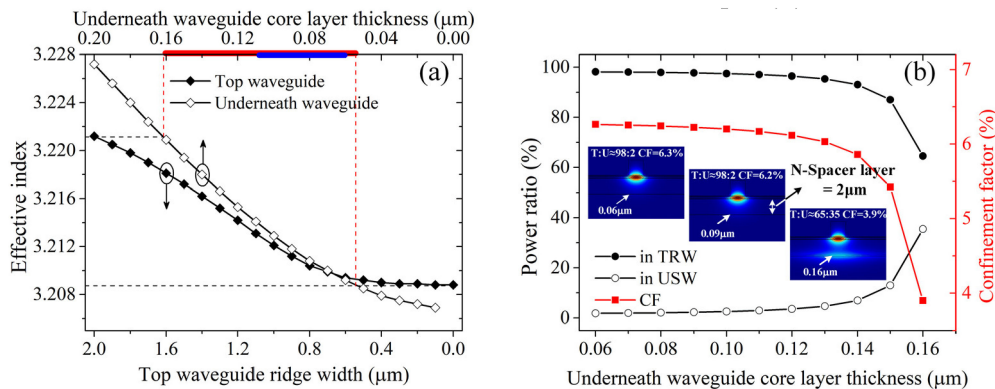 Underneath waveguide core layer thickness (μm)
0.20 0.16 0.12 0.08 0.04 0.00
3.228
3.224
3.220
3.216
3.212
3.208
Effective index
(a)
Top waveguide
Underneath waveguide
2.0 1.6 1.2 0.8 0.4 0.0
Top waveguide ridge width (μm)
100
80
60
40
20
0
Power ratio (%)
(b)
7
6
5
4
Confinement factor (%)
T:U≈98:2 CF=6.3%
0.06μm
T:U≈98:2 CF=6.2%
0.09μm
N-Spacer layer
= 2μm
T:U≈65:35 CF=3.9%
0.16μm
in TRW
in USW
CF
0.06 0.08 0.10 0.12 0.14 0.16
Underneath waveguide core layer thickness (μm)